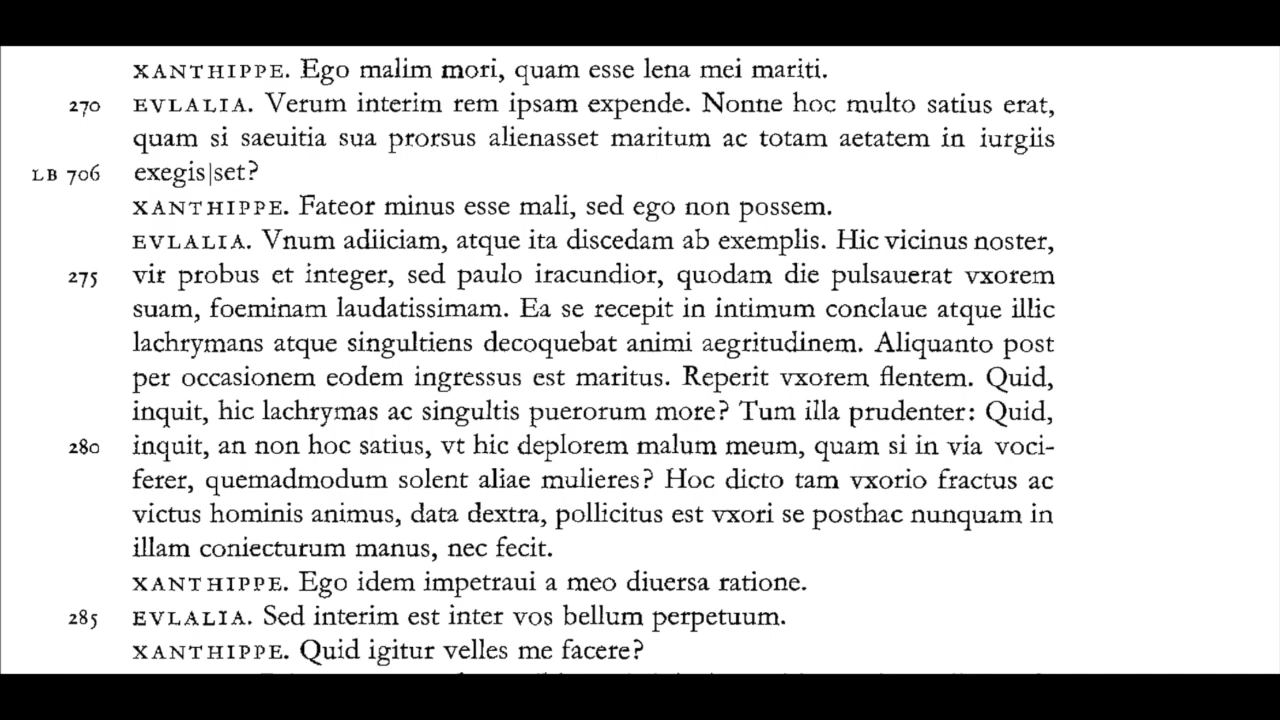 XANTHIPPE. Ego malim mori, quam esse lena mei mariti.
270 EVLALIA. Verum interim rem ipsam expende. Nonne hoc multo satius erat,
quam si saeuitia sua prorsus alienasset maritum ac totam aetatem in iurgiis
LB 706 exegis|set?
XANTHIPPE. Fateor minus esse mali, sed ego non possem.
EVLALIA. Vnum adiiciam, atque ita discedam ab exemplis. Hic vicinus noster,
275 vir probus et integer, sed paulo iracundior, quodam die pulsauerat vxorem
suam, foeminam laudatissimam. Ea se recepit in intimum conclaue atque illic
lachrymans atque singultiens decoquebat animi aegritudinem. Aliquanto post
per occasionem eodem ingressus est maritus. Reperit vxorem flentem. Quid,
inquit, hic lachrymas ac singultis puerorum more? Tum illa prudenter: Quid,
280 inquit, an non hoc satius, vt hic deplorem malum meum, quam si in via voci-
ferer, quemadmodum solent aliae mulieres? Hoc dicto tam vxorio fractus ac
victus hominis animus, data dextra, pollicitus est vxori se posthac nunquam in
illam coniecturum manus, nec fecit.
XANTHIPPE. Ego idem impetraui a meo diuersa ratione.
285 EVLALIA. Sed interim est inter vos bellum perpetuum.
XANTHIPPE. Quid igitur velles me facere?